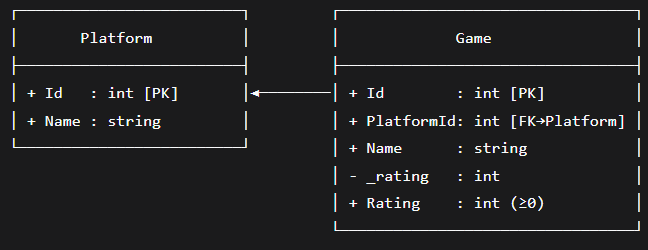 Platform
+ Id : int [PK]
+ Name : string
Game
+ Id : int [PK]
+ PlatformId: int [FK→Platform]
+ Name : string
- _rating : int
+ Rating : int (≥0)